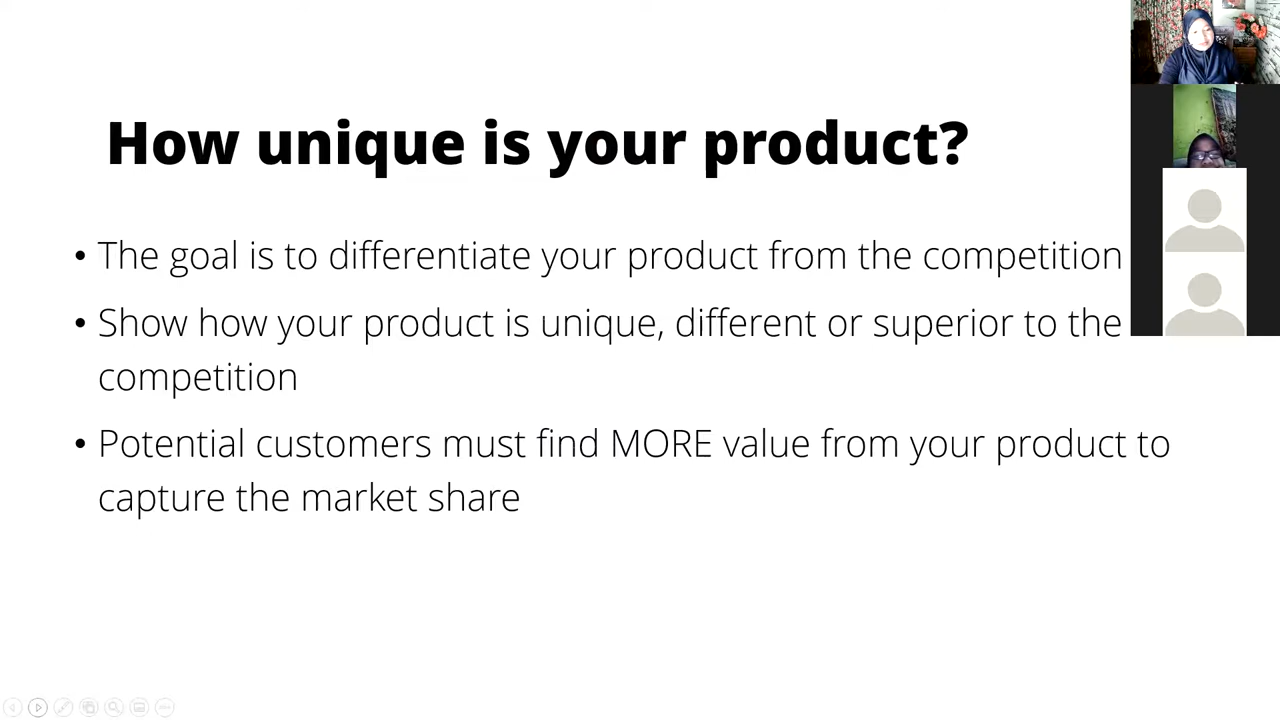 How unique is your product?
• The goal is to differentiate your product from the competition
• Show how your product is unique, different or superior to the
competition
• Potential customers must find MORE value from your product to
capture the market share